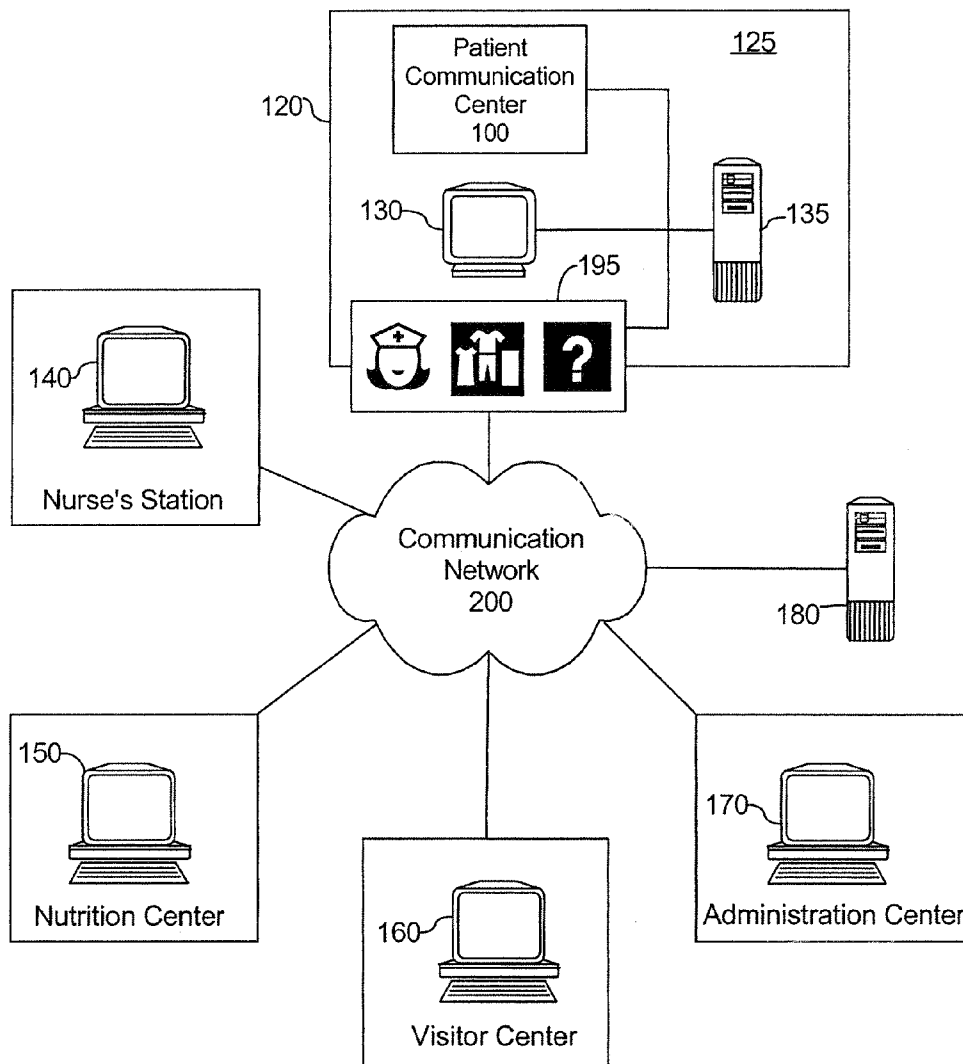 125
Patient
Communication
Center
100
120
130
135
195
?
140
Nurse's Station
Communication
Network
200
180
150
Nutrition Center
160
Visitor Center
170
Administration Center